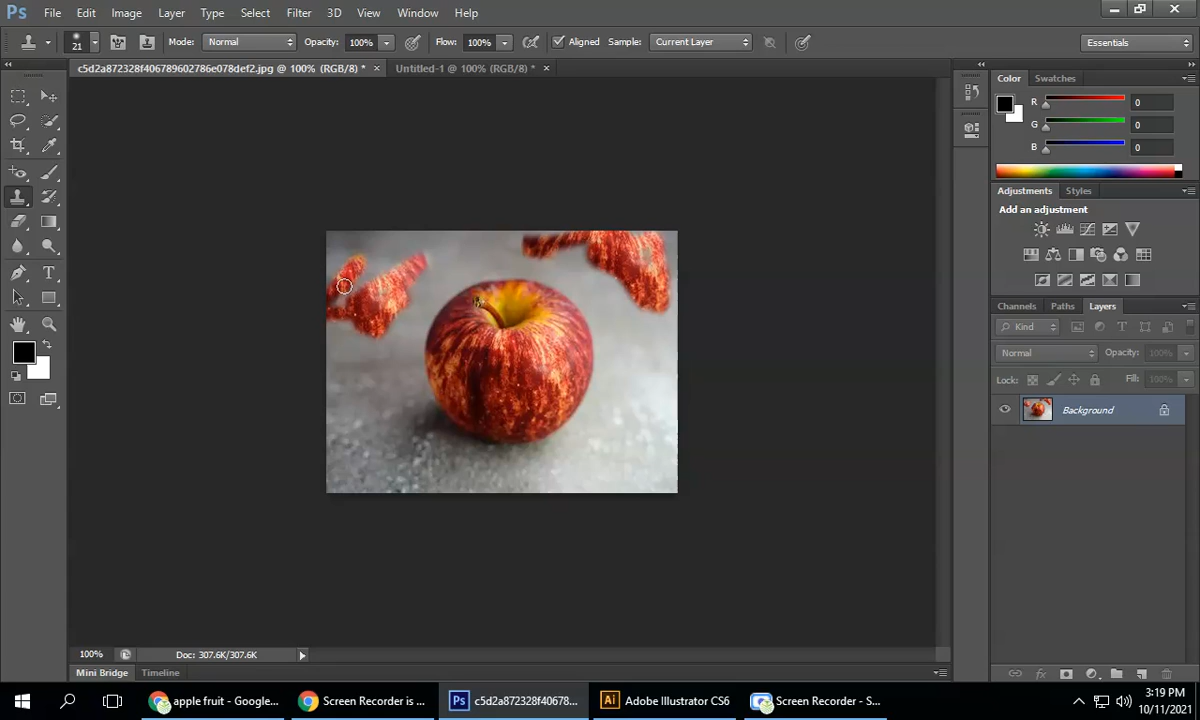 Ps File Edit Image Layer Type Select Filter 3D View Window Help
21 Mode: Normal Opacity: 100% Flow: 100% Aligned Sample: Current Layer Essentials
c5d2a872328f406789602786e078def2.jpg @ 100% (RGB/8) * × Untitled-1 @ 100% (RGB/8) * ×
Color Swatches
R 0
G 0
B 0
Adjustments Styles
Add an adjustment
Channels Paths Layers
Kind
Normal Opacity: 100%
Lock: Fill: 100%
Background
100% Doc: 307.6K/307.6K
Mini Bridge Timeline
apple fruit - Google... Screen Recorder is ... Ps c5d2a872328f40678... Ai Adobe Illustrator CS6 Screen Recorder - S...
3:19 PM
10/11/2021